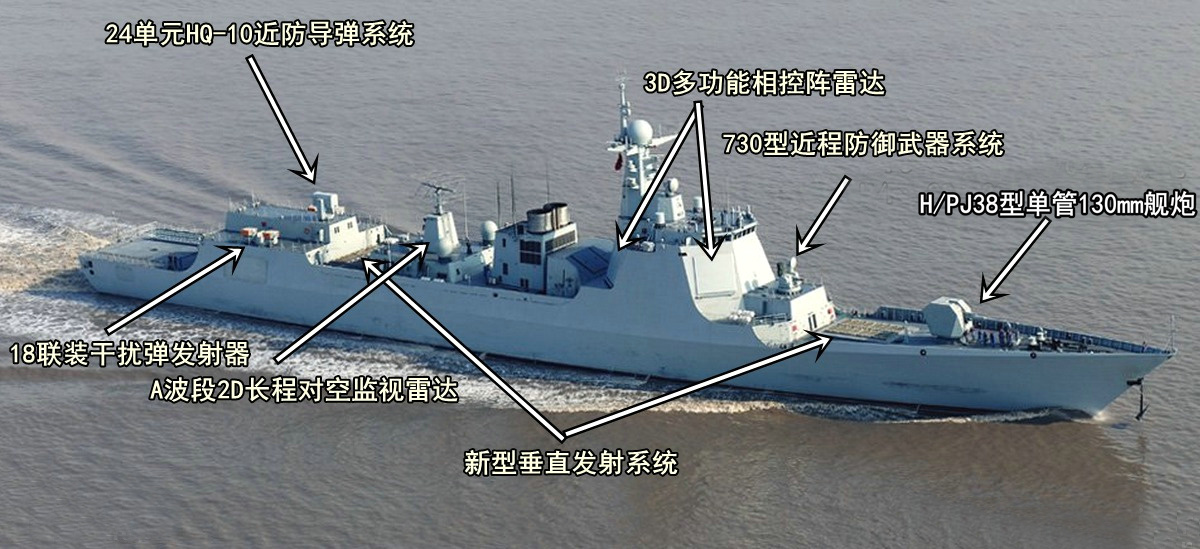 24单元HQ-10近防导弹系统
3D多功能相控阵雷达
730型近程防御武器系统
H/PJ38型单管130mm舰炮
18联装干扰弹发射器
A波段2D长程对空监视雷达
新型垂直发射系统